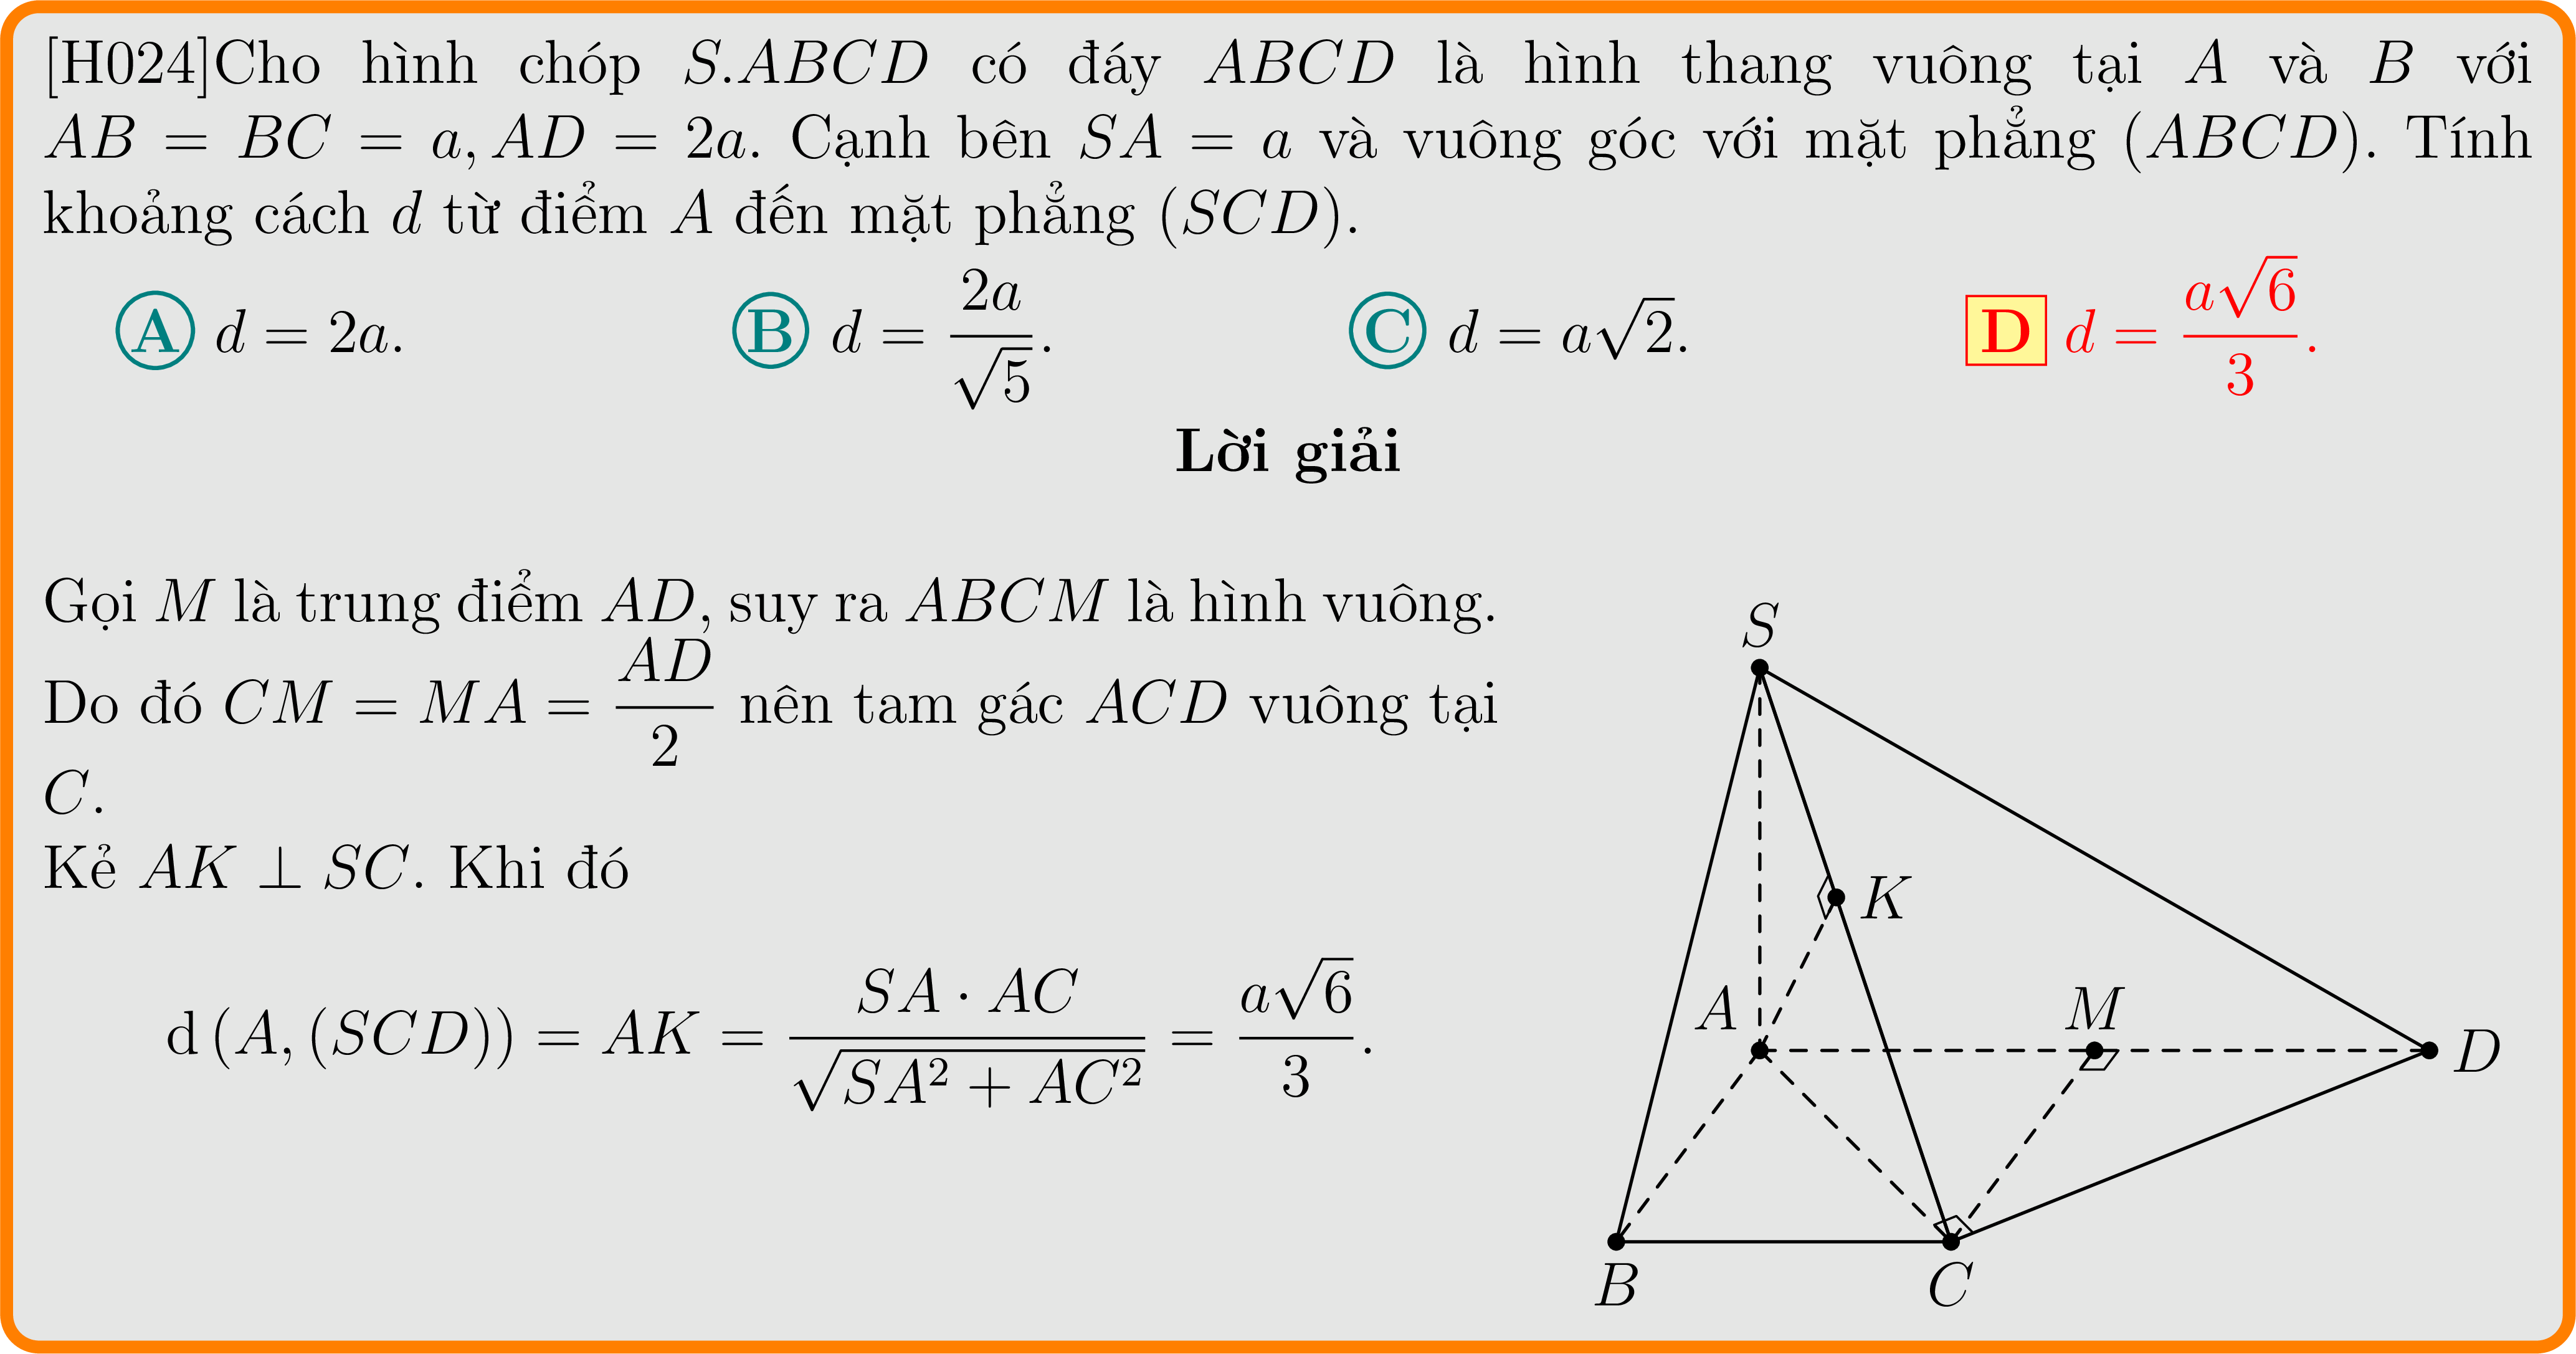 [H024]Cho hình chóp S.ABCD có đáy ABCD là hình thang vuông tại A và B với
AB = BC = a, AD = 2a. Cạnh bên SA = a và vuông góc với mặt phẳng (ABCD). Tính
khoảng cách d từ điểm A đến mặt phẳng (SCD).
A d = 2a. B d = \frac{2a}{\sqrt{5}}. C d = a\sqrt{2}. D d = \frac{a\sqrt{6}}{3}.
Lời giải
Gọi M là trung điểm AD, suy ra ABCM là hình vuông.
Do đó CM = MA = \frac{AD}{2} nên tam gác ACD vuông tại
C.
Kẻ AK ⊥ SC. Khi đó
d (A, (SCD)) = AK = \frac{SA · AC}{\sqrt{SA^2 + AC^2}} = \frac{a\sqrt{6}}{3}.
S
K
A
M
D
B
C